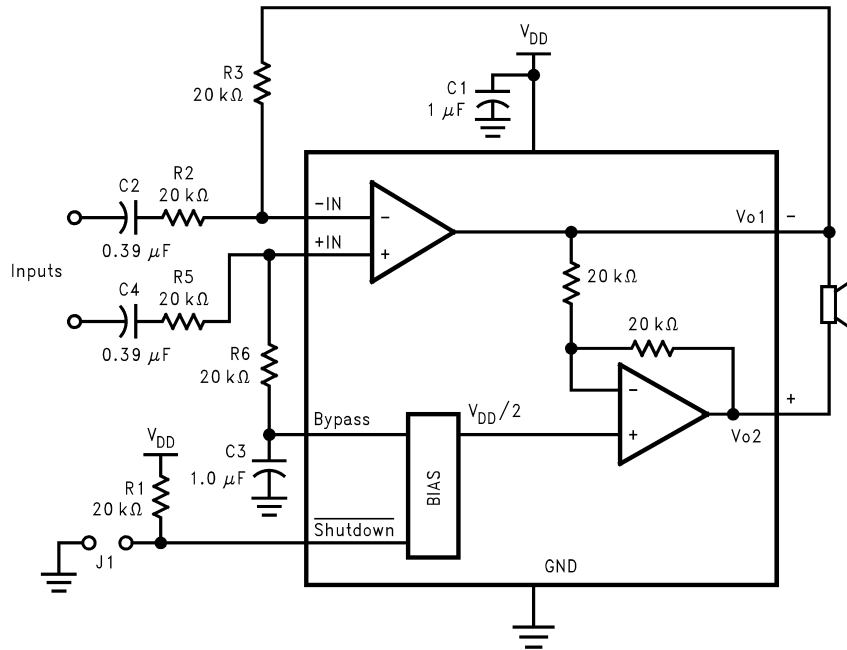 V_DD
R3
20 kΩ
C1
1 μF
C2
R2
20 kΩ
-IN
-
Vo1
-
0.39 μF
+IN
+
Inputs
R5
20 kΩ
20 kΩ
C4
20 kΩ
0.39 μF
R6
20 kΩ
-
+
Bypass
V_DD/2
+
Vo2
V_DD
C3
1.0 μF
R1
20 kΩ
BIAS
Shutdown
J1
GND